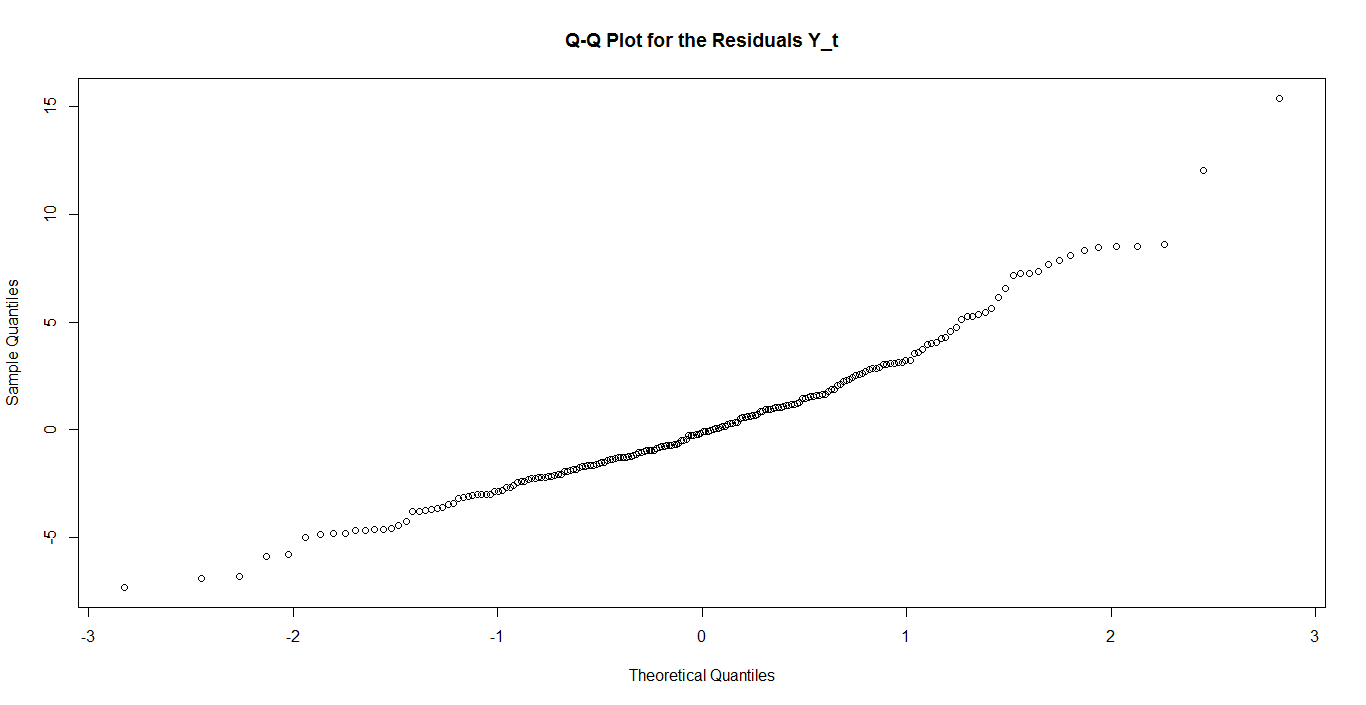 Q-Q Plot for the Residuals Y_t
Sample Quantiles
15
10
5
0
-5
-3 -2 -1 0 1 2 3
Theoretical Quantiles